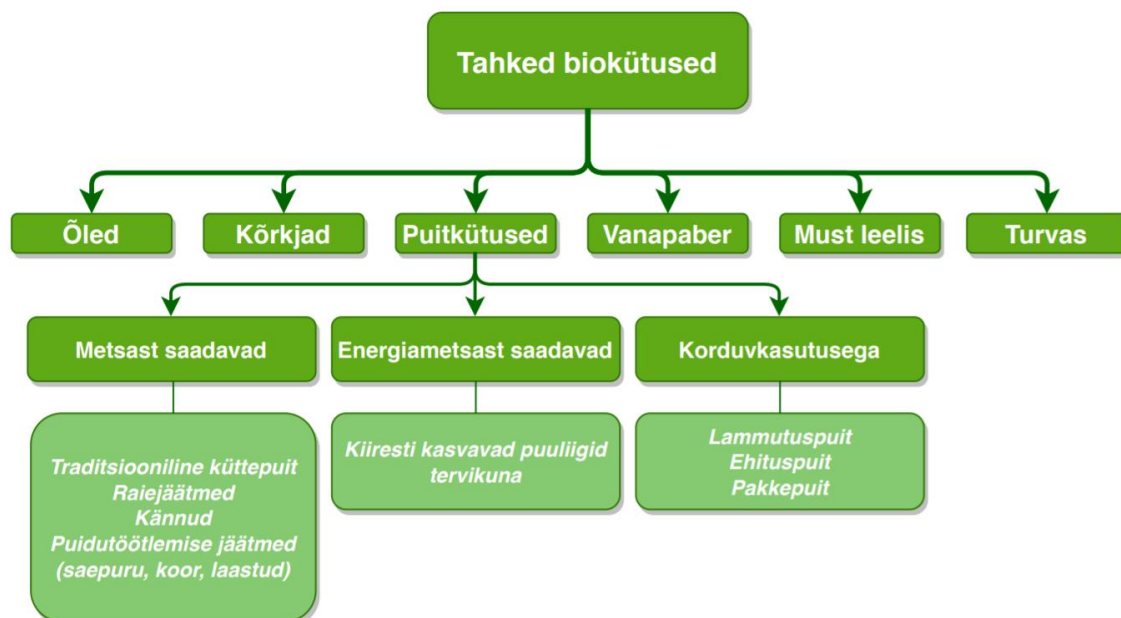 Tahked biokütused
Õled
Kõrkjad
Puitkütused
Vanapaber
Must leelis
Turvas
Metsast saadavad
Energiametsast saadavad
Korduvkasutusega
Traditsiooniline küttepuit
Raiejäätmed
Kännud
Puidutöötlemise jäätmed
(saepuru, koor, laastud)
Kiiresti kasvavad puuliigid
tervikuna
Lammutuspuit
Ehituspuit
Pakkepuit